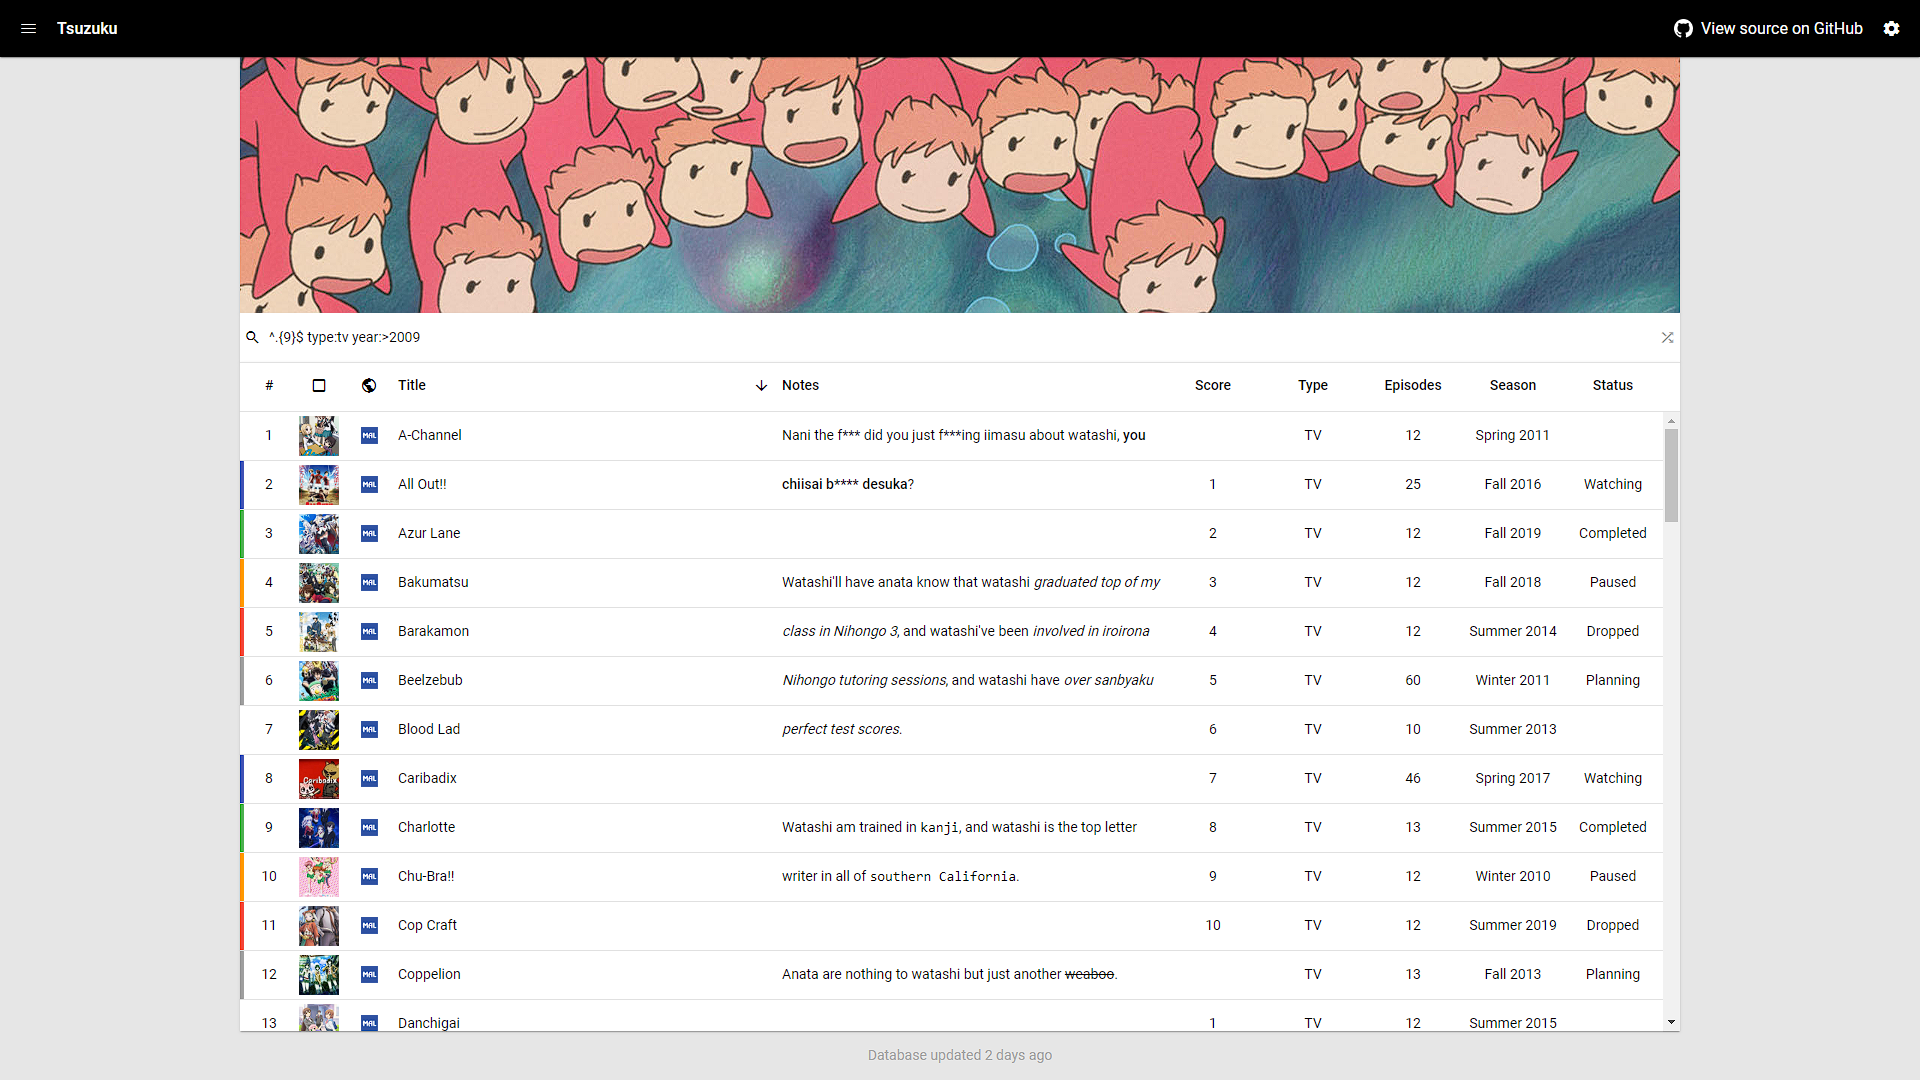 Tsuzuku View source on GitHub
^.{9}$ type:tv year:>2009
# Title Notes Score Type Episodes Season Status
1 MAL A-Channel Nani the f*** did you just f***ing iimasu about watashi, you TV 12 Spring 2011
2 MAL All Out!! chiisai b**** desuka? 1 TV 25 Fall 2016 Watching
3 MAL Azur Lane 2 TV 12 Fall 2019 Completed
4 MAL Bakumatsu Watashi'll have anata know that watashi graduated top of my 3 TV 12 Fall 2018 Paused
5 MAL Barakamon class in Nihongo 3, and watashi've been involved in iroirona 4 TV 12 Summer 2014 Dropped
6 MAL Beelzebub Nihongo tutoring sessions, and watashi have over sanbyaku 5 TV 60 Winter 2011 Planning
7 MAL Blood Lad perfect test scores. 6 TV 10 Summer 2013
8 Caribadix MAL Caribadix 7 TV 46 Spring 2017 Watching
9 MAL Charlotte Watashi am trained in kanji, and watashi is the top letter 8 TV 13 Summer 2015 Completed
10 MAL Chu-Bra!! writer in all of southern California. 9 TV 12 Winter 2010 Paused
11 MAL Cop Craft 10 TV 12 Summer 2019 Dropped
12 MAL Coppelion Anata are nothing to watashi but just another weaboo. TV 13 Fall 2013 Planning
13 MAL Danchigai 1 TV 12 Summer 2015
Database updated 2 days ago